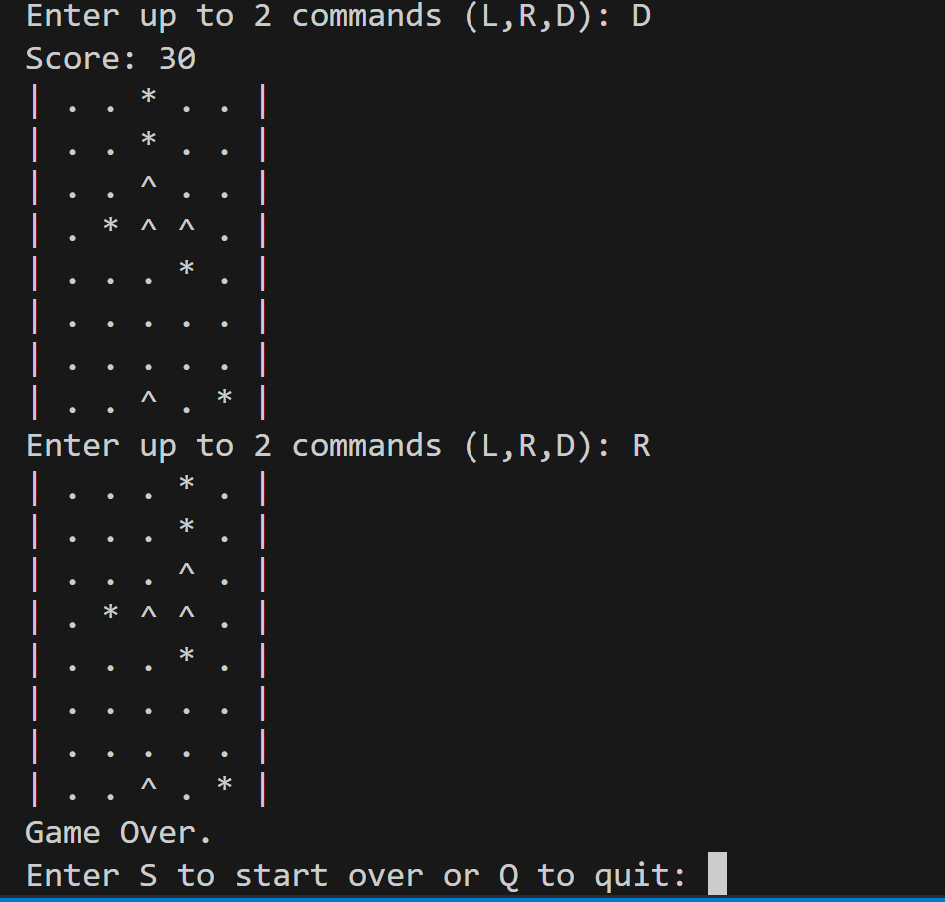 Enter up to 2 commands (L,R,D): D
Score: 30
| . . * . . |
| . . * . . |
| . . ^ . . |
| . * ^ ^ . |
| . . . * . |
| . . . . . |
| . . . . . |
| . . ^ . * |
Enter up to 2 commands (L,R,D): R
| . . . * . |
| . . . * . |
| . . . ^ . |
| . * ^ ^ . |
| . . . * . |
| . . . . . |
| . . . . . |
| . . ^ . * |
Game Over.
Enter S to start over or Q to quit: